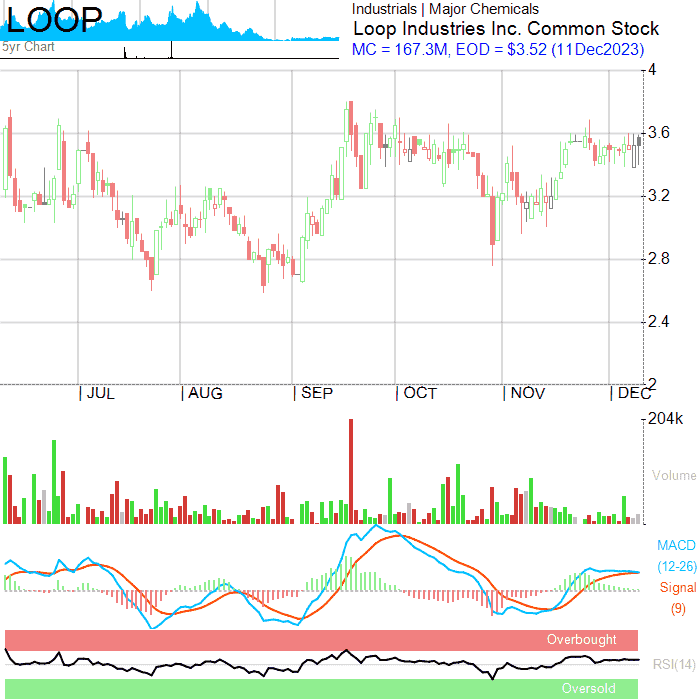 LOOP
5yr Chart
Industrials | Major Chemicals
Loop Industries Inc. Common Stock
MC = 167.3M, EOD = $3.52 (11Dec2023)
4
3.6
3.2
2.8
2.4
2
JUL AUG SEP OCT NOV DEC
204k
Volume
MACD
(12-26)
Signal
(9)
Overbought
RSI(14)
Oversold